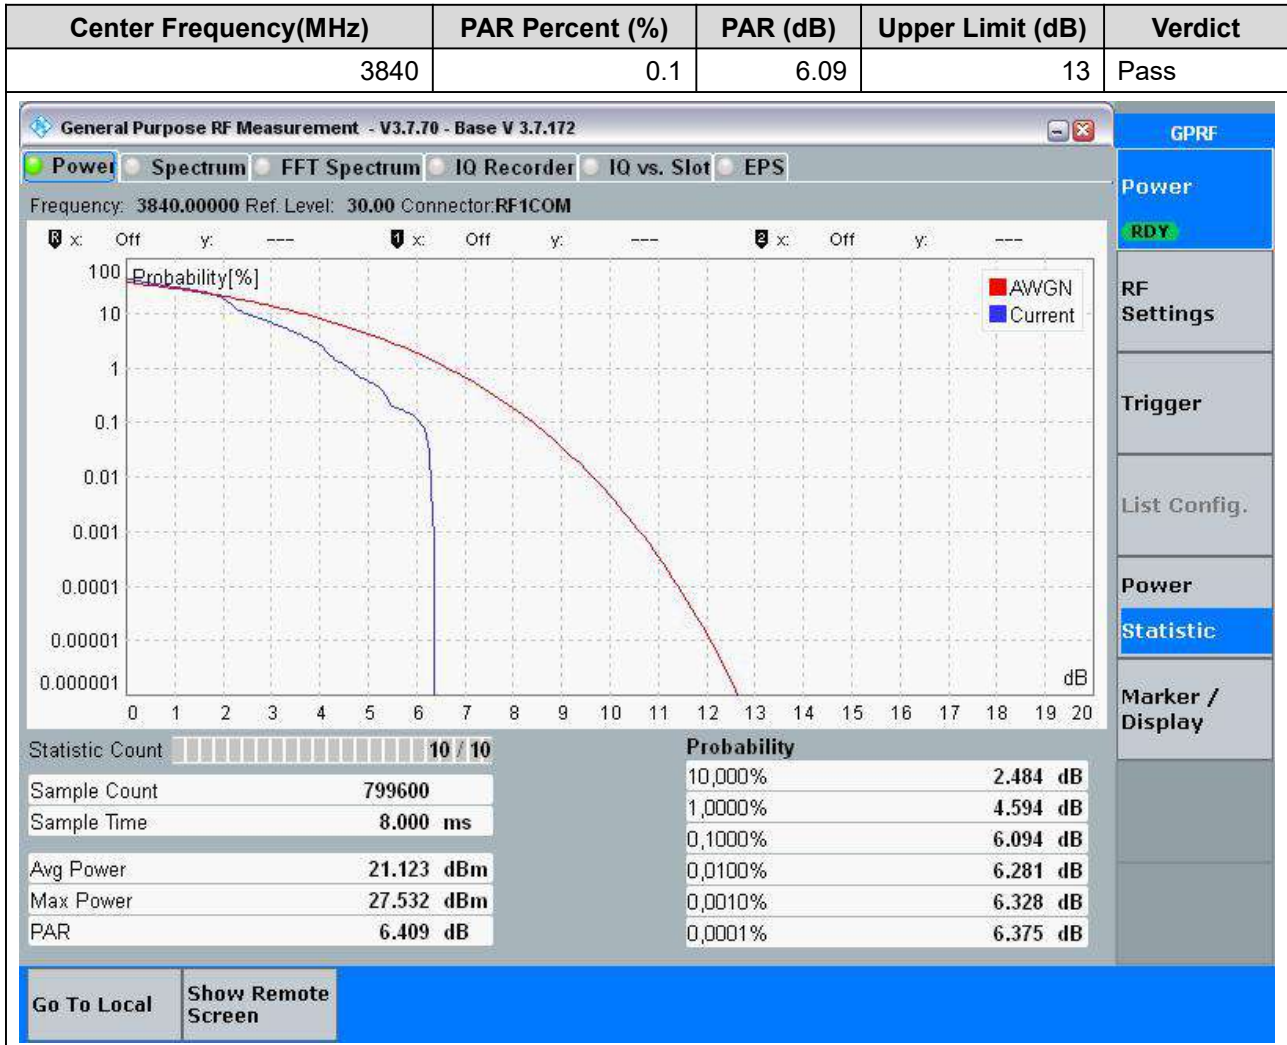 Center Frequency(MHz) PAR Percent (%) PAR (dB) Upper Limit (dB) Verdict
3840 0.1 6.09 13 Pass
General Purpose RF Measurement - V3.7.70 - Base V 3.7.172
Power Spectrum FFT Spectrum IQ Recorder IQ vs. Slot EPS
Frequency: 3840.00000 Ref. Level: 30.00 Connector:RF1COM
R x: Off y: --- 1 x: Off y: --- 2 x: Off y: ---
Probability[%]
AWGN
Current
100
10
1
0.1
0.01
0.001
0.0001
0.00001
0.000001
dB
0 1 2 3 4 5 6 7 8 9 10 11 12 13 14 15 16 17 18 19 20
Statistic Count 10 / 10
Sample Count 799600
Sample Time 8.000 ms
Avg Power 21.123 dBm
Max Power 27.532 dBm
PAR 6.409 dB
Probability
10,000% 2.484 dB
1,0000% 4.594 dB
0,1000% 6.094 dB
0,0100% 6.281 dB
0,0010% 6.328 dB
0,0001% 6.375 dB
GPRF
Power
RDY
RF
Settings
Trigger
List Config.
Power
Statistic
Marker /
Display
Go To Local
Show Remote
Screen